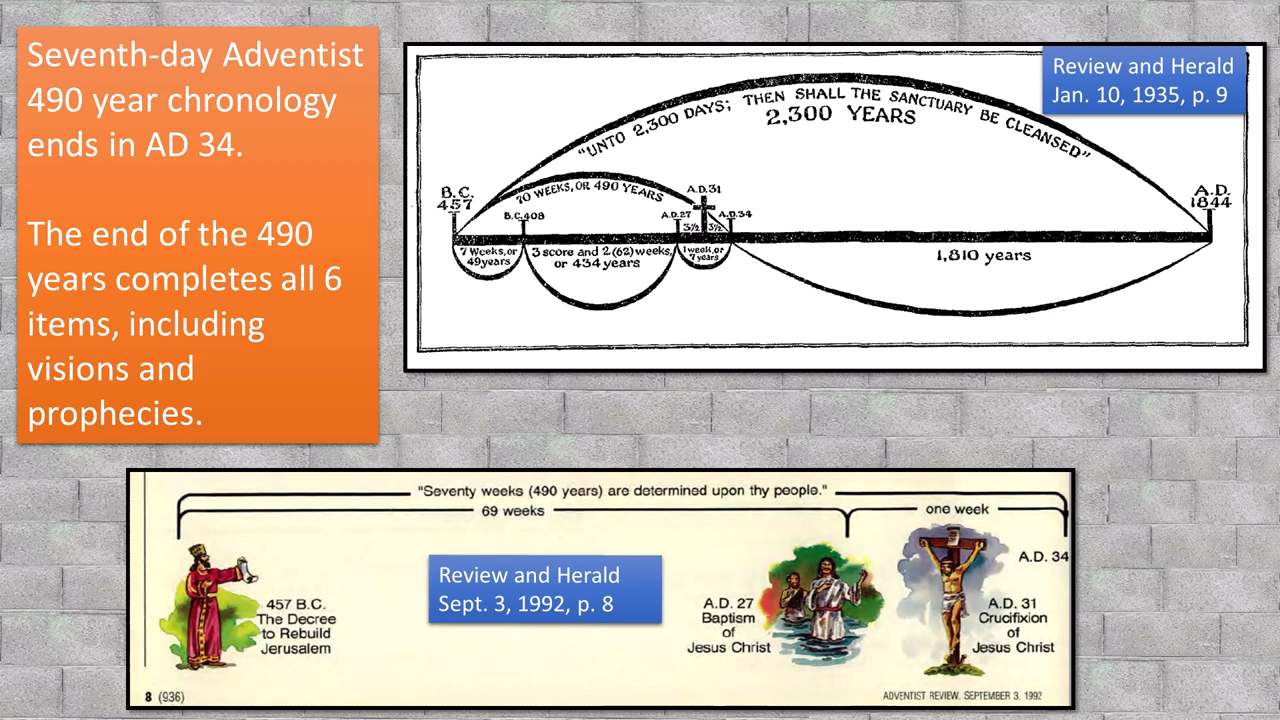 Seventh-day Adventist
490 year chronology
ends in AD 34.
The end of the 490
years completes all 6
items, including
visions and
prophecies.
Review and Herald
Jan. 10, 1935, p. 9
"UNTO 2,300 DAYS; THEN SHALL THE SANCTUARY BE CLEANSED"
2,300 YEARS
70 WEEKS, OR 490 YEARS
B.C.
457
B.C. 408
A.D. 27
A.D. 31
A.D. 34
A.D.
1844
3½ 3½
7 Weeks, or
49 years
3 score and 2 (62) weeks,
or 434 years
1 week, or
7 years
1,810 years
"Seventy weeks (490 years) are determined upon thy people."
69 weeks
one week
457 B.C.
The Decree
to Rebuild
Jerusalem
Review and Herald
Sept. 3, 1992, p. 8
A.D. 27
Baptism
of
Jesus Christ
A.D. 34
A.D. 31
Crucifixion
of
Jesus Christ
8 (936)
ADVENTIST REVIEW, SEPTEMBER 3, 1992